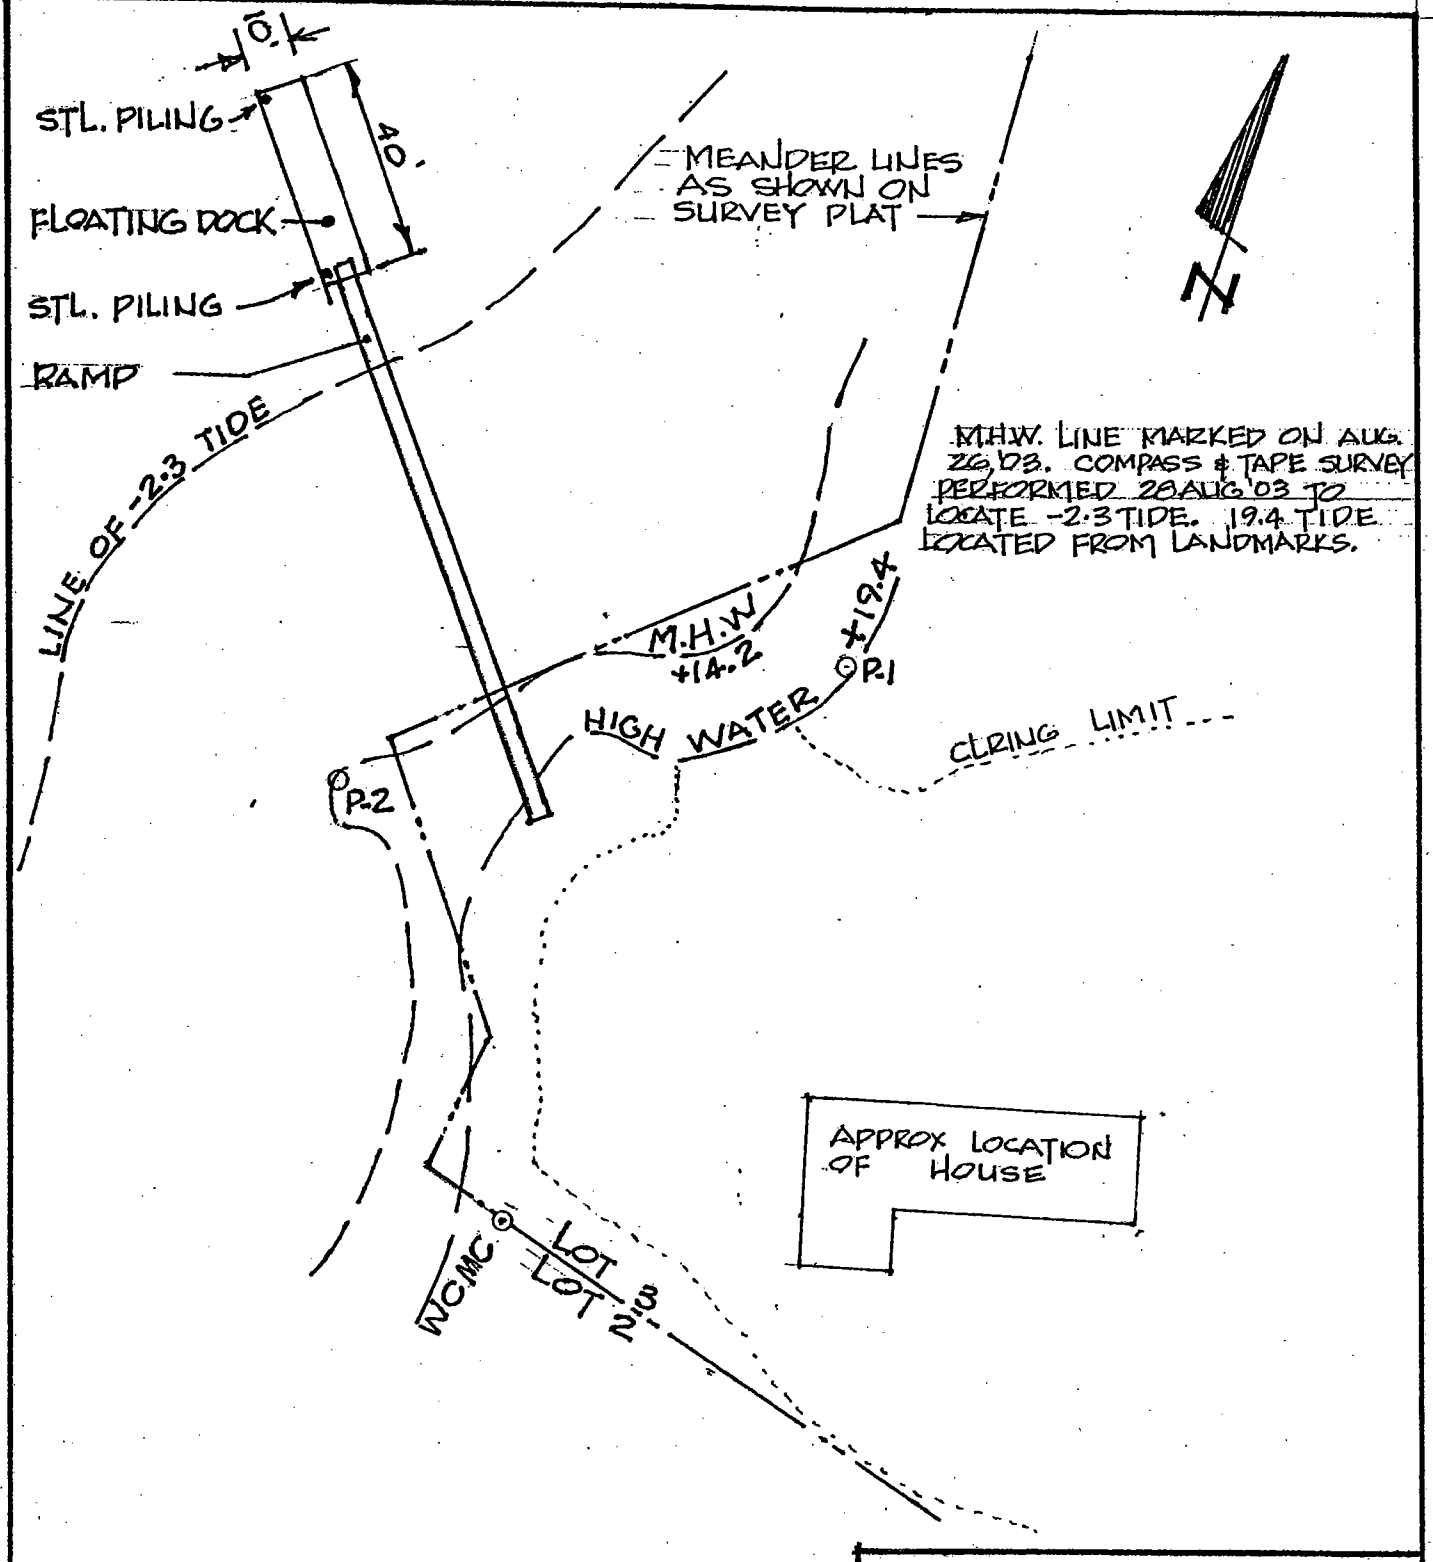 10'
STL. PILING
40'
FLOATING DOCK
STL. PILING
RAMP
MEANDER LINES
AS SHOWN ON
SURVEY PLAT
N
LINE OF -2.3 TIDE
M.H.W. LINE MARKED ON AUG.
26,'03. COMPASS & TAPE SURVEY
PERFORMED 28 AUG '03 TO
LOCATE -2.3 TIDE. 19.4 TIDE
LOCATED FROM LANDMARKS.
M.H.W
+14.2
+19.4
P-1
HIGH WATER
CLRING LIMIT
P-2
APPROX LOCATION
OF HOUSE
WCMC
LOT 3
LOT 2